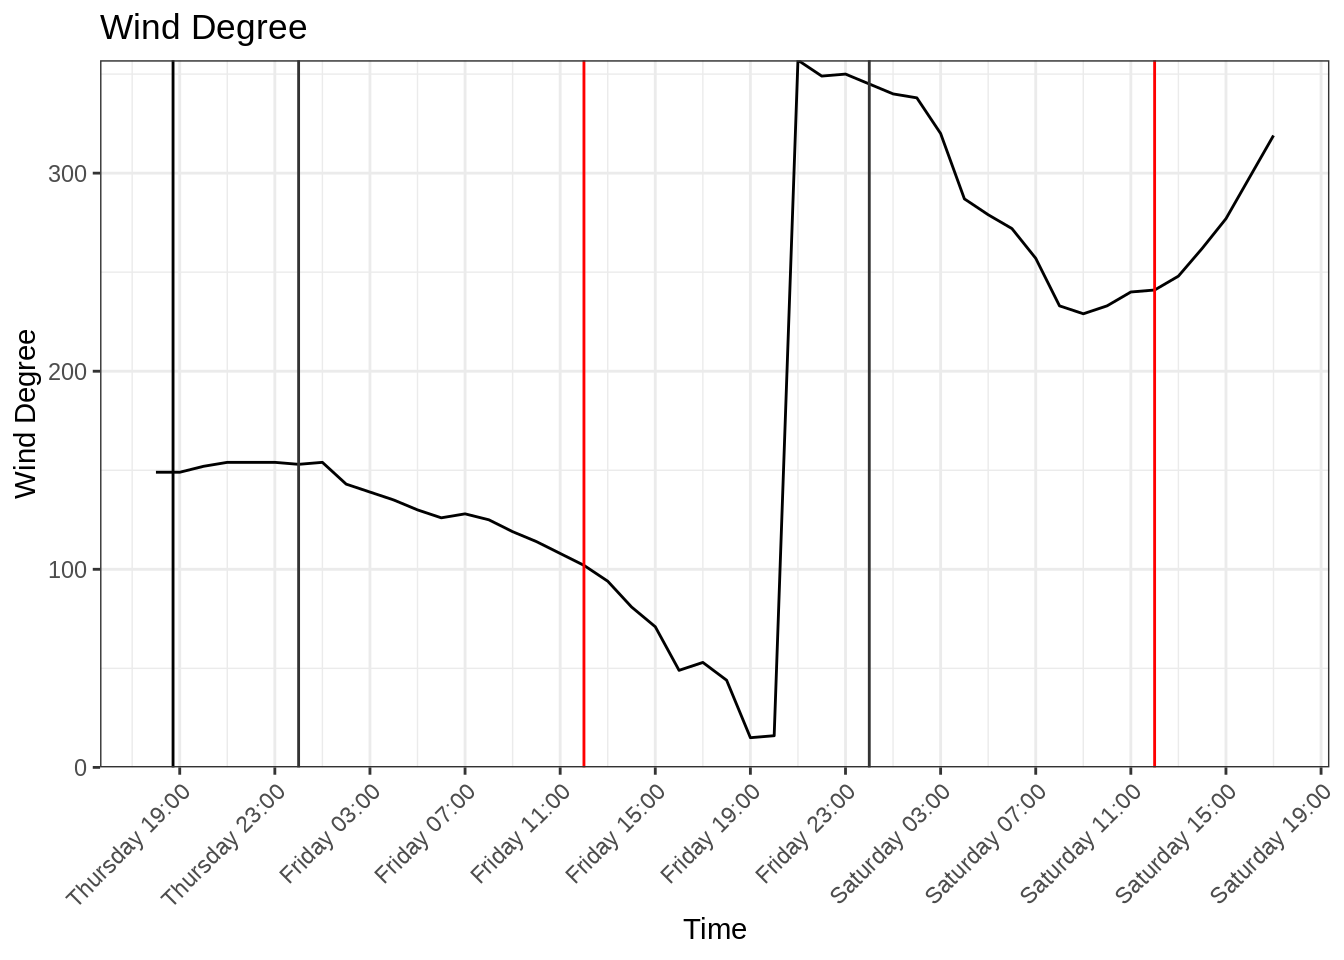 Wind Degree
Wind Degree
300
200
100
0
Thursday 19:00
Thursday 23:00
Friday 03:00
Friday 07:00
Friday 11:00
Friday 15:00
Friday 19:00
Friday 23:00
Saturday 03:00
Saturday 07:00
Saturday 11:00
Saturday 15:00
Saturday 19:00
Time